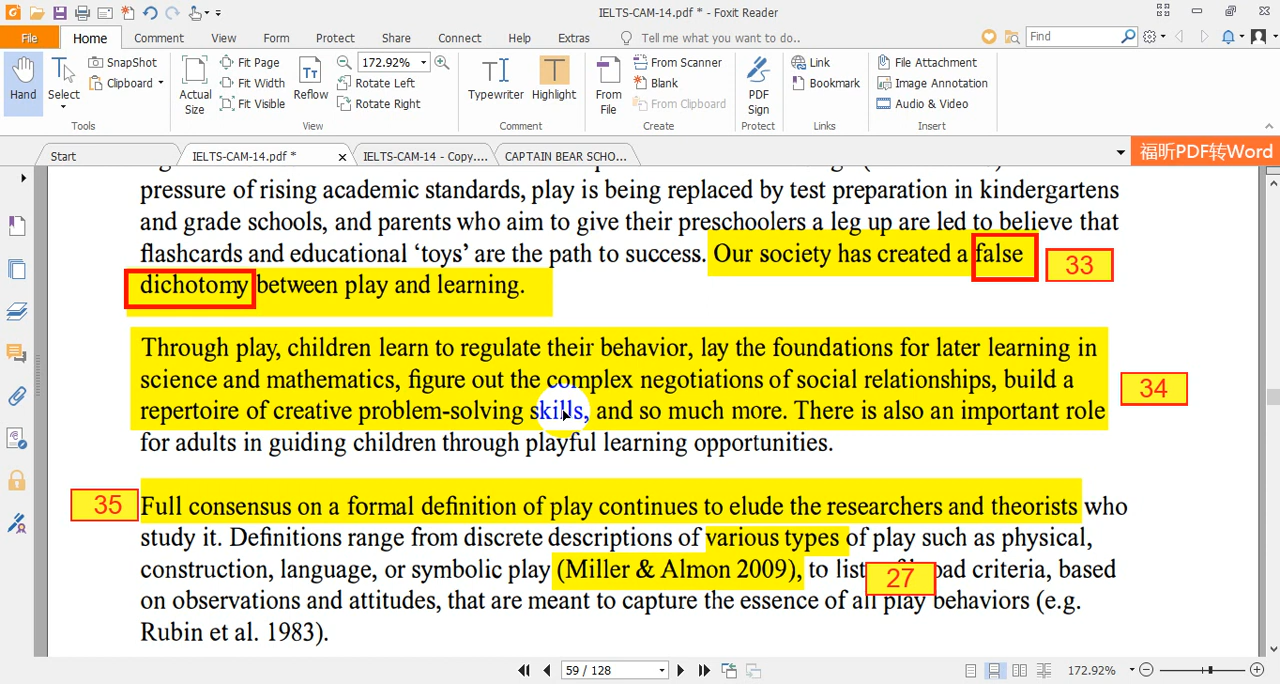 IELTS-CAM-14.pdf * - Foxit Reader
File Home Comment View Form Protect Share Connect Help Extras Tell me what you want to do.. Find
Hand
Select
SnapShot
Clipboard
Tools
Actual Size
Fit Page
Fit Width
Fit Visible
Reflow
172.92%
Rotate Left
Rotate Right
View
Typewriter
Highlight
Comment
From File
From Scanner
Blank
From Clipboard
Create
PDF Sign
Protect
Link
Bookmark
Links
File Attachment
Image Annotation
Audio & Video
Insert
Start IELTS-CAM-14.pdf * IELTS-CAM-14 - Copy.... CAPTAIN BEAR SCHO... 福昕PDF转Word
pressure of rising academic standards, play is being replaced by test preparation in kindergartens
and grade schools, and parents who aim to give their preschoolers a leg up are led to believe that
flashcards and educational ‘toys’ are the path to success. Our society has created a false 33
dichotomy between play and learning.
Through play, children learn to regulate their behavior, lay the foundations for later learning in
science and mathematics, figure out the complex negotiations of social relationships, build a 34
repertoire of creative problem-solving skills, and so much more. There is also an important role
for adults in guiding children through playful learning opportunities.
35 Full consensus on a formal definition of play continues to elude the researchers and theorists who
study it. Definitions range from discrete descriptions of various types of play such as physical,
construction, language, or symbolic play (Miller & Almon 2009), to list 27 broad criteria, based
on observations and attitudes, that are meant to capture the essence of all play behaviors (e.g.
Rubin et al. 1983).
59 / 128 172.92%